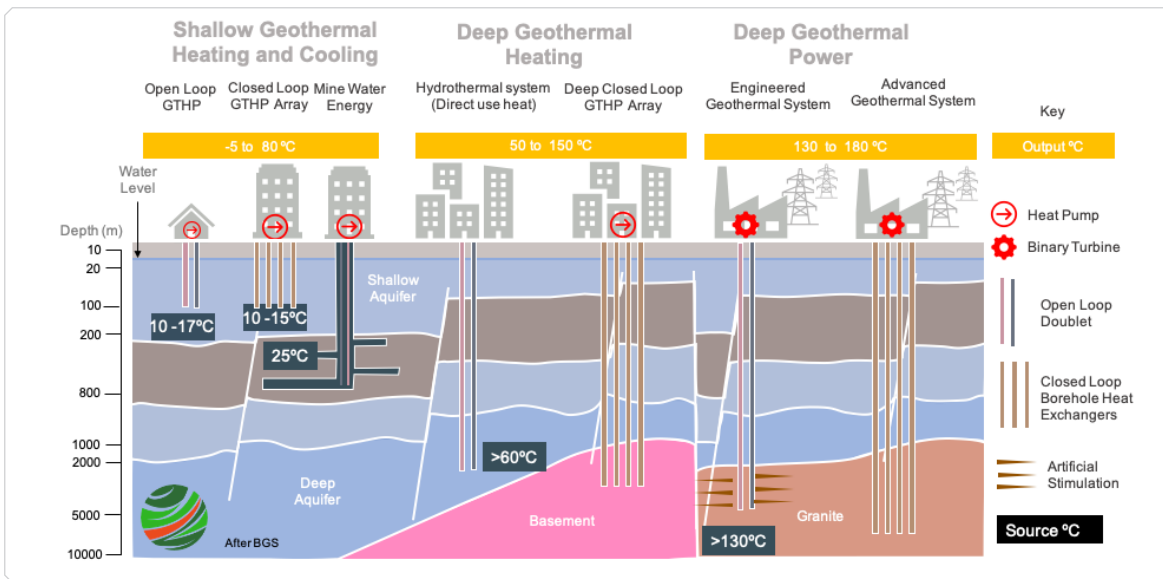 Shallow Geothermal
Heating and Cooling
Deep Geothermal
Heating
Deep Geothermal
Power
Open Loop
GTHP
Closed Loop
GTHP Array
Mine Water
Energy
Hydrothermal system
(Direct use heat)
Deep Closed Loop
GTHP Array
Engineered
Geothermal System
Advanced
Geothermal System
Key
-5 to 80 ºC
50 to 150 ºC
130 to 180 ºC
Output ºC
Water
Level
Depth (m)
10
20
100
200
800
1000
2000
5000
10000
Shallow
Aquifer
10 -17ºC
10 -15ºC
25ºC
>60ºC
Deep
Aquifer
Basement
>130ºC
Granite
After BGS
Heat Pump
Binary Turbine
Open Loop
Doublet
Closed Loop
Borehole Heat
Exchangers
Artificial
Stimulation
Source ºC